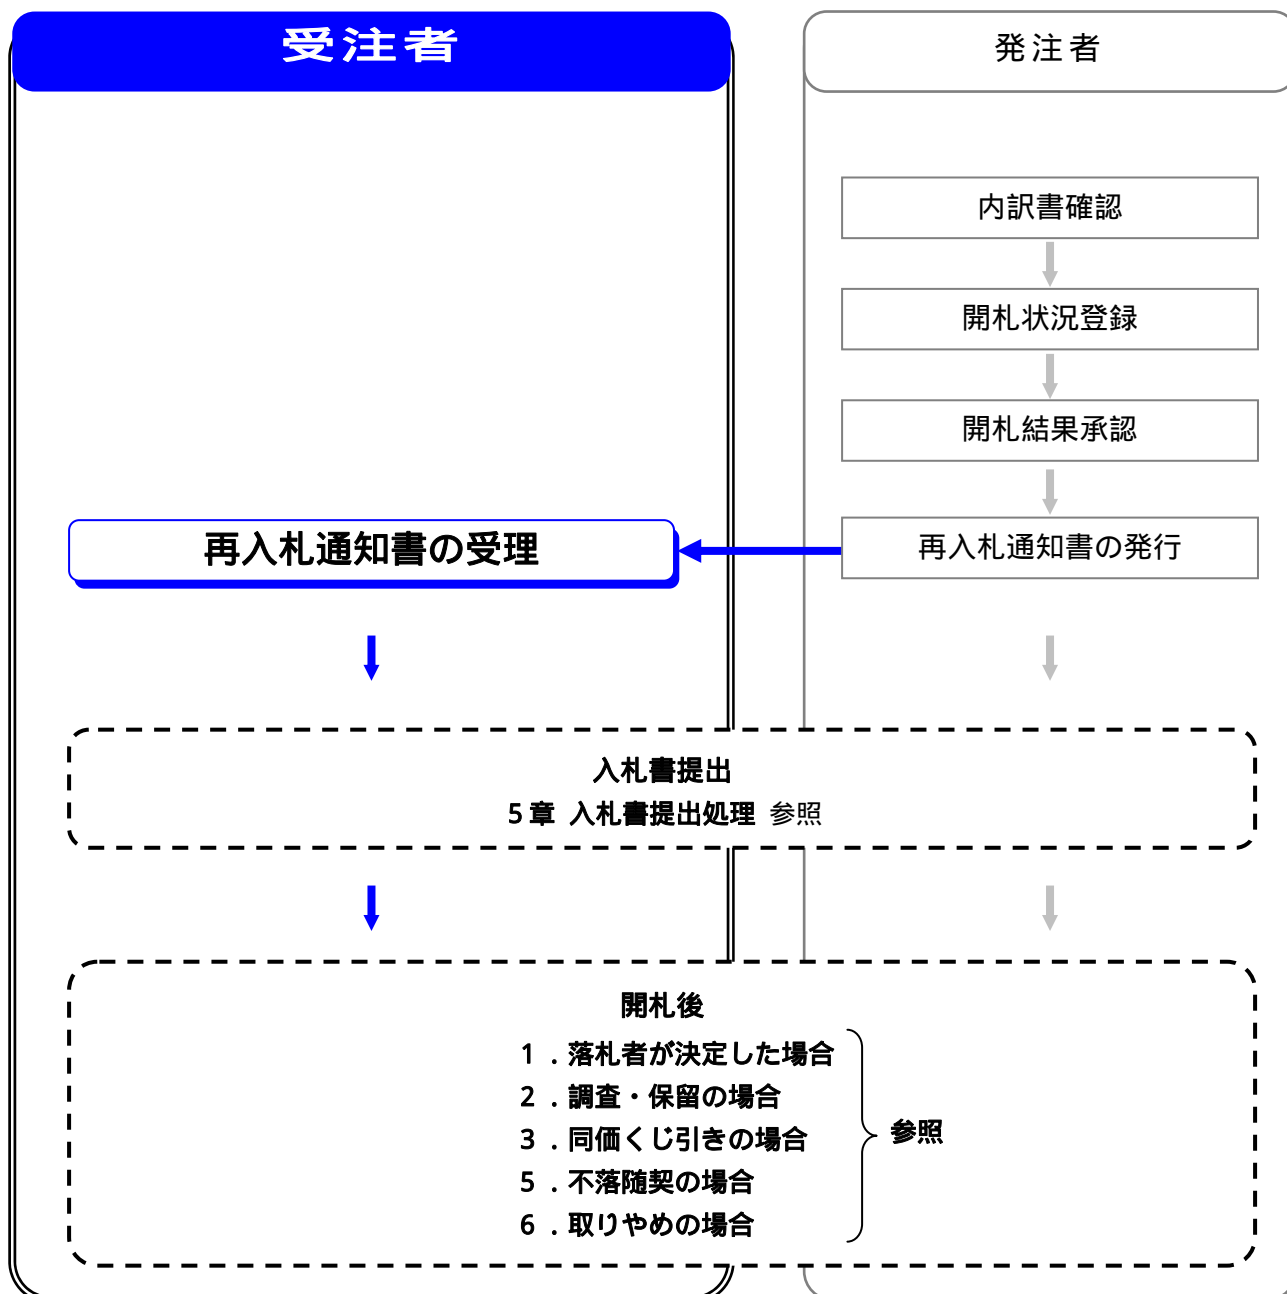 受注者
発注者
内訳書確認
開札状況登録
開札結果承認
再入札通知書の発行
再入札通知書の受理
入札書提出
5章 入札書提出処理 参照
開札後
1．落札者が決定した場合
2．調査・保留の場合
3．同価くじ引きの場合
5．不落随契の場合
6．取りやめの場合
参照